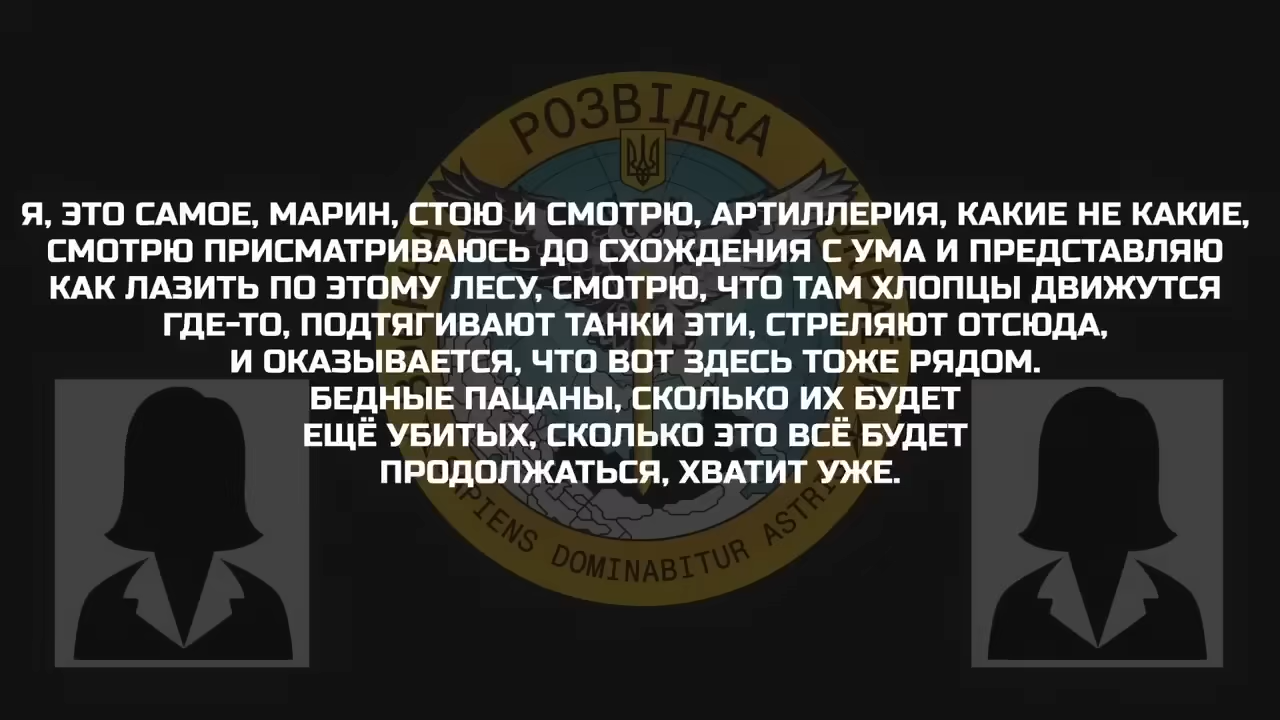 РОЗВІДКА
Я, ЭТО САМОЕ, МАРИН, СТОЮ И СМОТРЮ, АРТИЛЛЕРИЯ, КАКИЕ НЕ КАКИЕ,
СМОТРЮ ПРИСМАТРИВАЮСЬ ДО СХОЖДЕНИЯ С УМА И ПРЕДСТАВЛЯЮ
КАК ЛАЗИТЬ ПО ЭТОМУ ЛЕСУ, СМОТРЮ, ЧТО ТАМ ХЛОПЦЫ ДВИЖУТСЯ
ГДЕ-ТО, ПОДТЯГИВАЮТ ТАНКИ ЭТИ, СТРЕЛЯЮТ ОТСЮДА,
И ОКАЗЫВАЕТСЯ, ЧТО ВОТ ЗДЕСЬ ТОЖЕ РЯДОМ.
БЕДНЫЕ ПАЦАНЫ, СКОЛЬКО ИХ БУДЕТ
ЕЩЁ УБИТЫХ, СКОЛЬКО ЭТО ВСЁ БУДЕТ
ПРОДОЛЖАТЬСЯ, ХВАТИТ УЖЕ.
SAPIENS DOMINABITUR ASTRIS